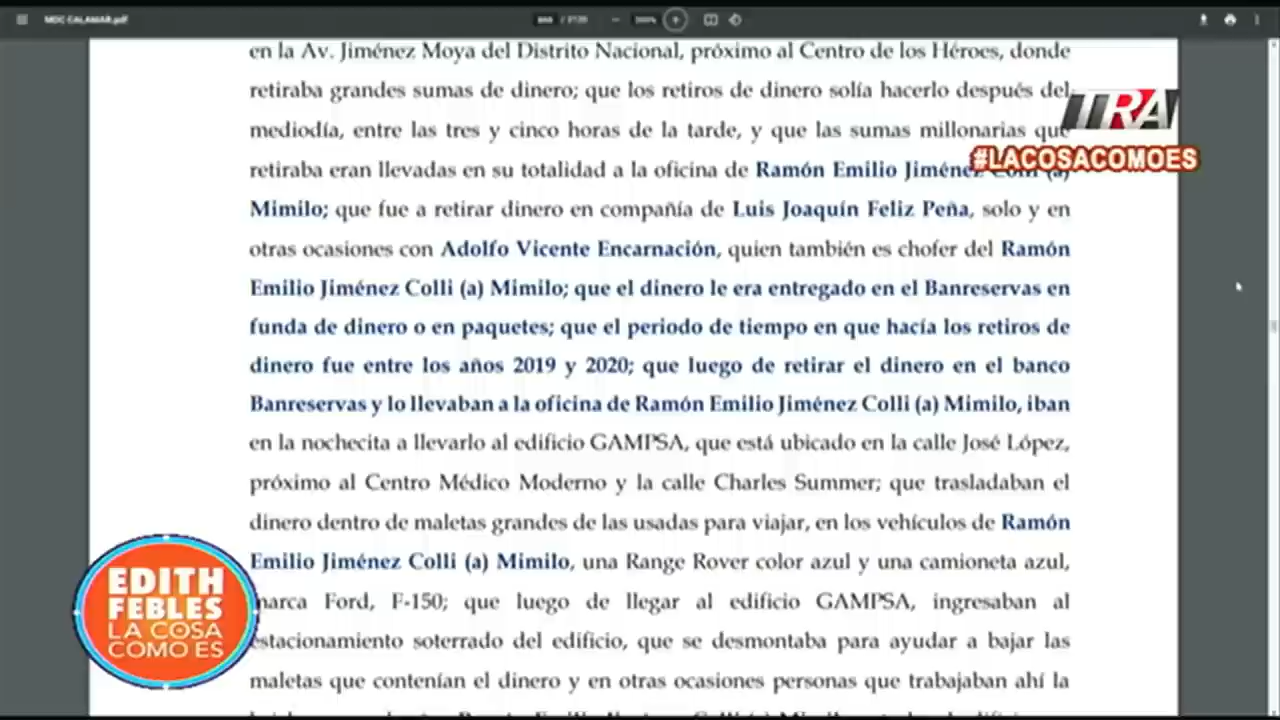 MDC CALAMAR.pdf
en la Av. Jiménez Moya del Distrito Nacional, próximo al Centro de los Héroes, donde
retiraba grandes sumas de dinero; que los retiros de dinero solía hacerlo después del
mediodía, entre las tres y cinco horas de la tarde, y que las sumas millonarias que
retiraba eran llevadas en su totalidad a la oficina de Ramón Emilio Jiménez Colli (a)
Mimilo; que fue a retirar dinero en compañía de Luis Joaquín Feliz Peña, solo y en
otras ocasiones con Adolfo Vicente Encarnación, quien también es chofer del Ramón
Emilio Jiménez Colli (a) Mimilo; que el dinero le era entregado en el Banreservas en
funda de dinero o en paquetes; que el periodo de tiempo en que hacía los retiros de
dinero fue entre los años 2019 y 2020; que luego de retirar el dinero en el banco
Banreservas y lo llevaban a la oficina de Ramón Emilio Jiménez Colli (a) Mimilo, iban
en la nochecita a llevarlo al edificio GAMPSA, que está ubicado en la calle José López,
próximo al Centro Médico Moderno y la calle Charles Summer; que trasladaban el
dinero dentro de maletas grandes de las usadas para viajar, en los vehículos de Ramón
Emilio Jiménez Colli (a) Mimilo, una Range Rover color azul y una camioneta azul,
marca Ford, F-150; que luego de llegar al edificio GAMPSA, ingresaban al
estacionamiento soterrado del edificio, que se desmontaba para ayudar a bajar las
maletas que contenían el dinero y en otras ocasiones personas que trabajaban ahí la
TRA
#LACOSACOMOES
EDITH
FEBLES
LA COSA
COMO ES